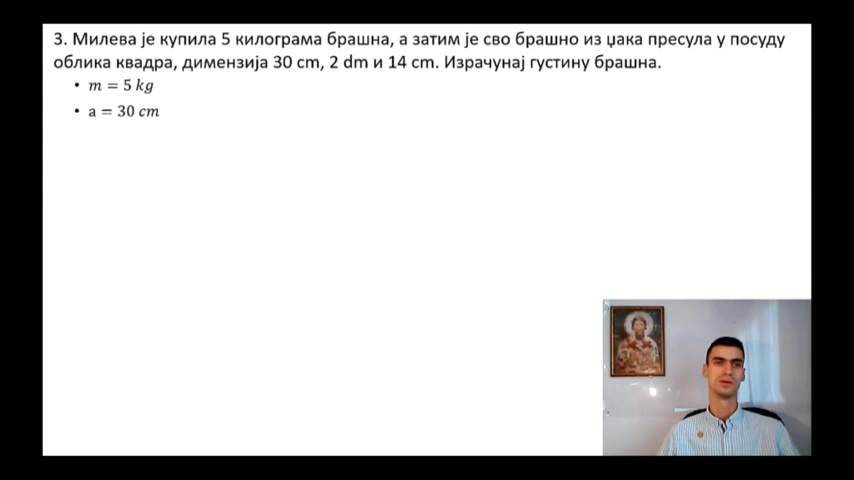 3. Милева је купила 5 килограма брашна, а затим је сво брашно из џака пресула у посуду
облика квадра, димензија 30 cm, 2 dm и 14 cm. Израчунај густину брашна.
• m = 5 kg
• a = 30 cm